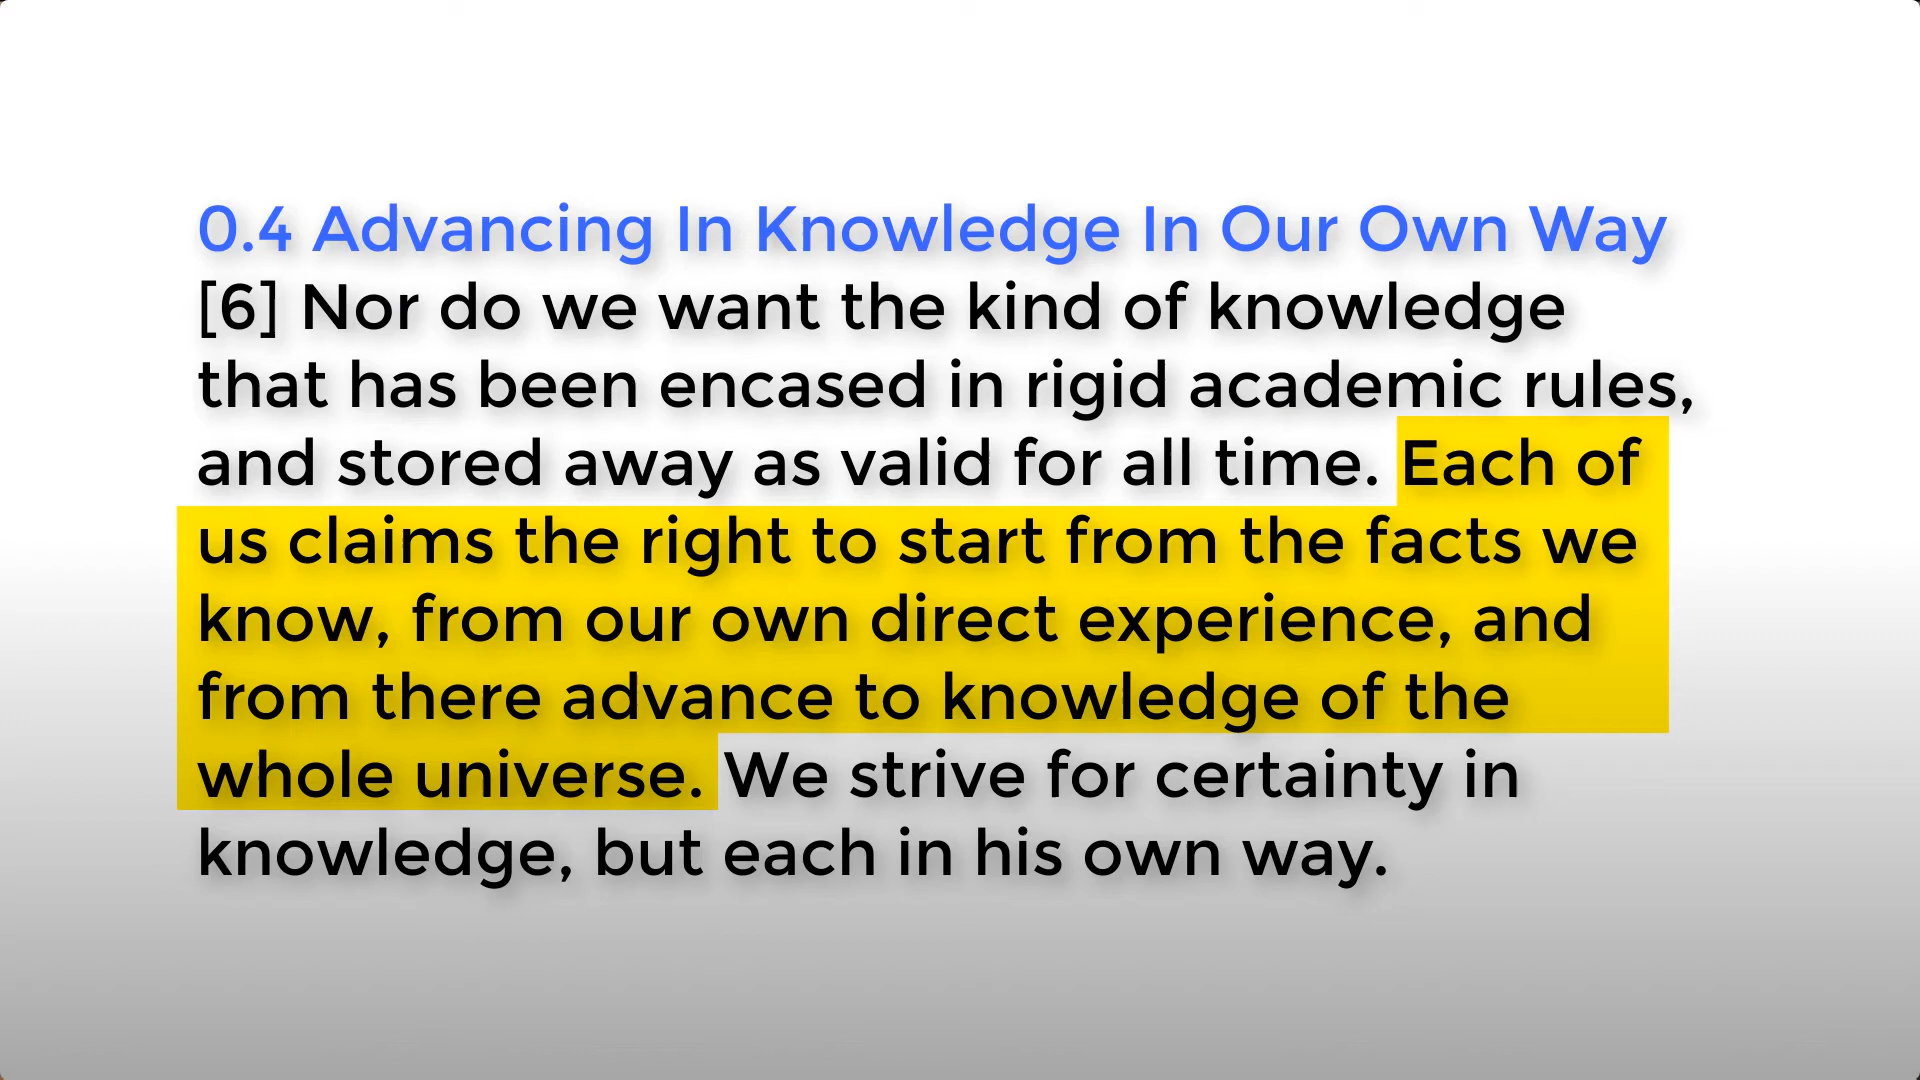 0.4 Advancing In Knowledge In Our Own Way
[6] Nor do we want the kind of knowledge
that has been encased in rigid academic rules,
and stored away as valid for all time. Each of
us claims the right to start from the facts we
know, from our own direct experience, and
from there advance to knowledge of the
whole universe. We strive for certainty in
knowledge, but each in his own way.